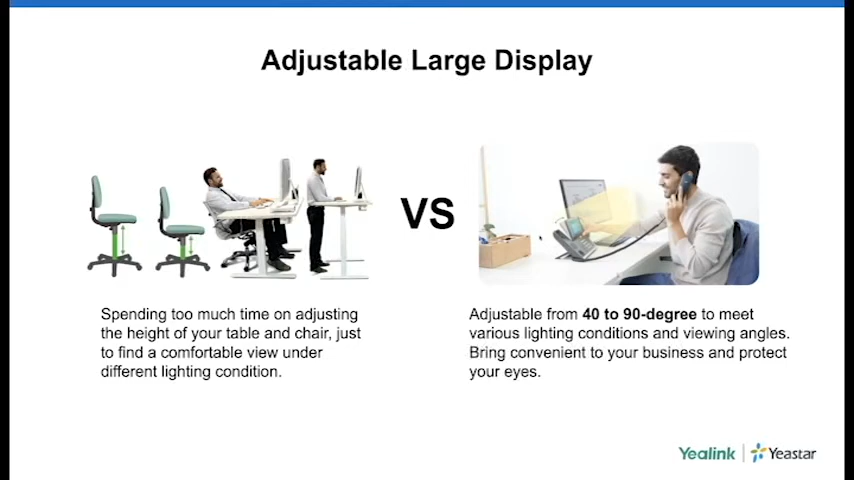 Adjustable Large Display
VS
Spending too much time on adjusting
the height of your table and chair, just
to find a comfortable view under
different lighting condition.
Adjustable from 40 to 90-degree to meet
various lighting conditions and viewing angles.
Bring convenient to your business and protect
your eyes.
Yealink | Yeastar